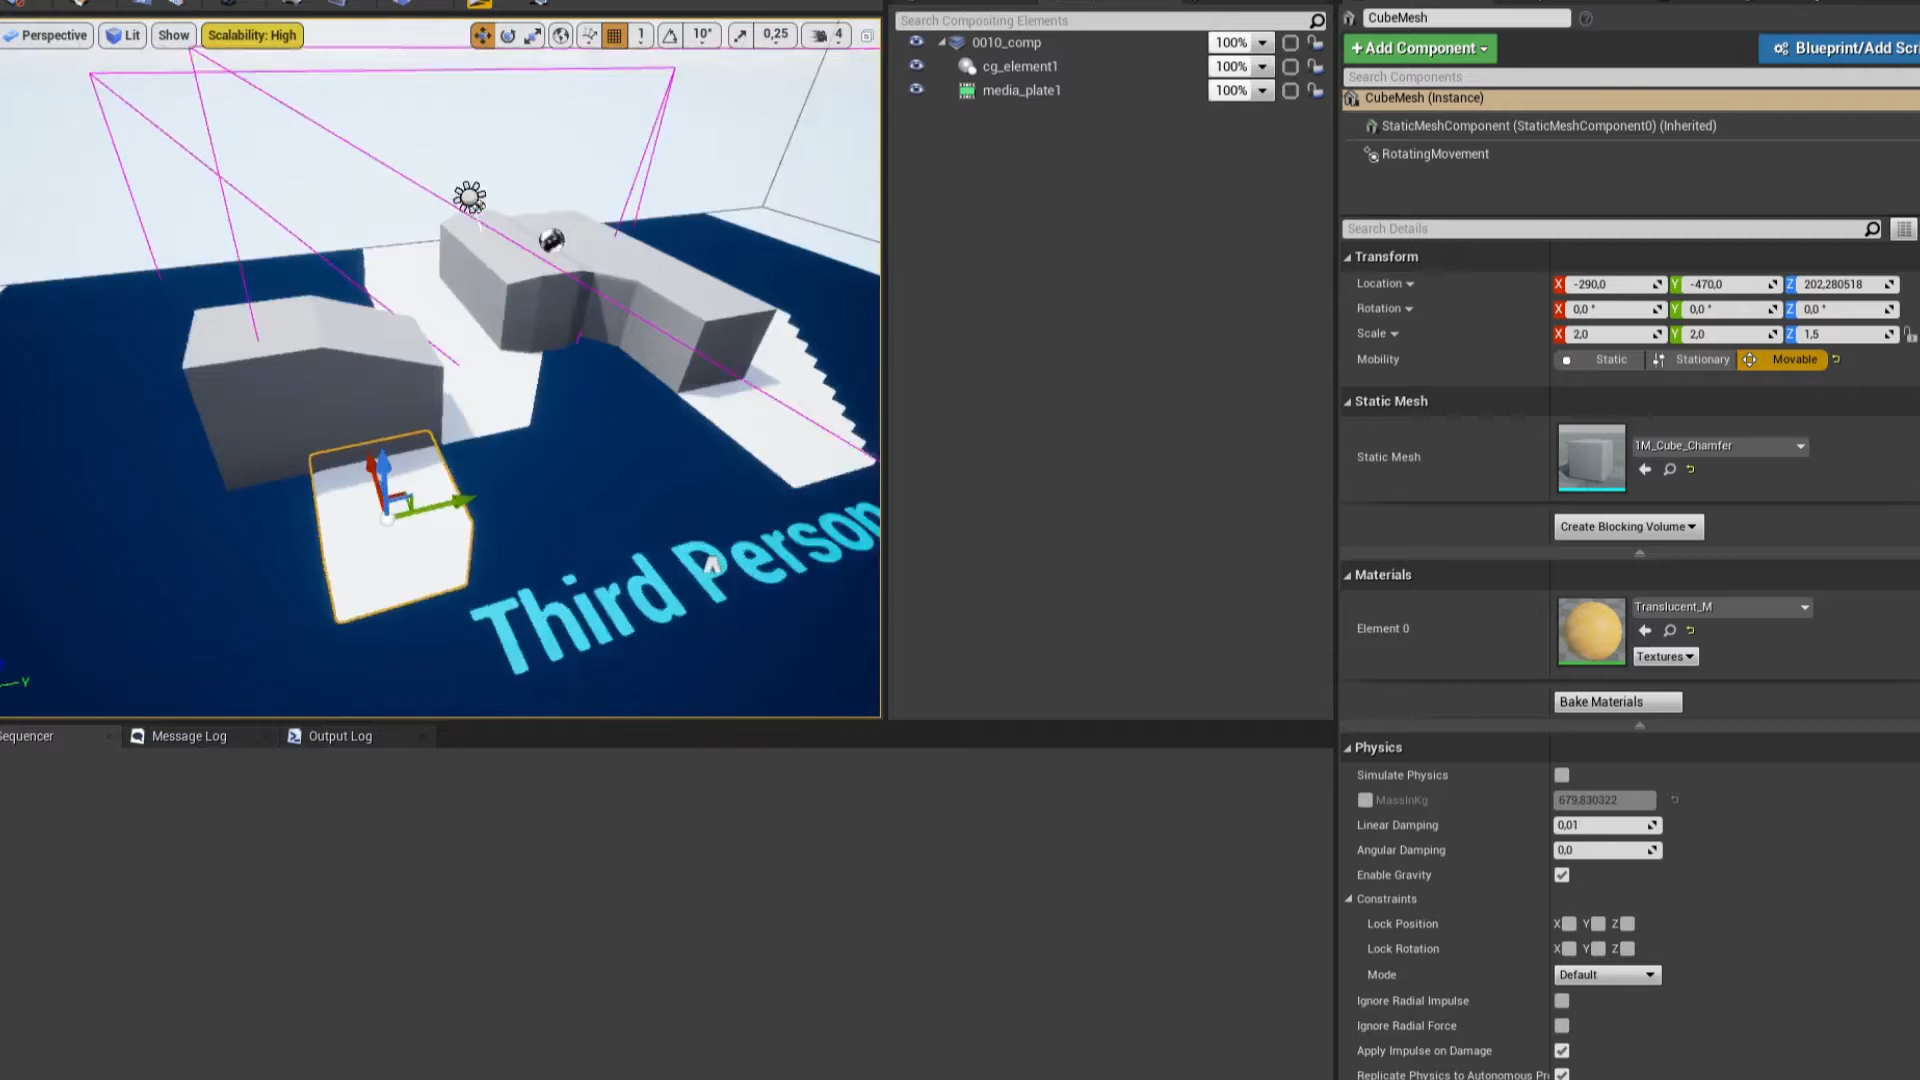 Perspective
Lit
Show
Scalability: High
1
10°
0,25
4
Third Person
Y
Search Compositing Elements
0010_comp
100%
cg_element1
100%
media_plate1
100%
CubeMesh
+Add Component
Blueprint/Add Scri
Search Components
CubeMesh (Instance)
StaticMeshComponent (StaticMeshComponent0) (Inherited)
RotatingMovement
Search Details
Transform
Location
X -290,0 Y -470,0 Z 202,280518
Rotation
X 0,0 ° Y 0,0 ° Z 0,0 °
Scale
X 2,0 Y 2,0 Z 1,5
Mobility
Static Stationary Movable
Static Mesh
Static Mesh
1M_Cube_Chamfer
Create Blocking Volume
Materials
Element 0
Translucent_M
Textures
Bake Materials
Physics
Simulate Physics
MassInKg
679,830322
Linear Damping
0,01
Angular Damping
0,0
Enable Gravity
Constraints
Lock Position
X Y Z
Lock Rotation
X Y Z
Mode
Default
Ignore Radial Impulse
Ignore Radial Force
Apply Impulse on Damage
Replicate Physics to Autonomous Pr
Sequencer
Message Log
Output Log